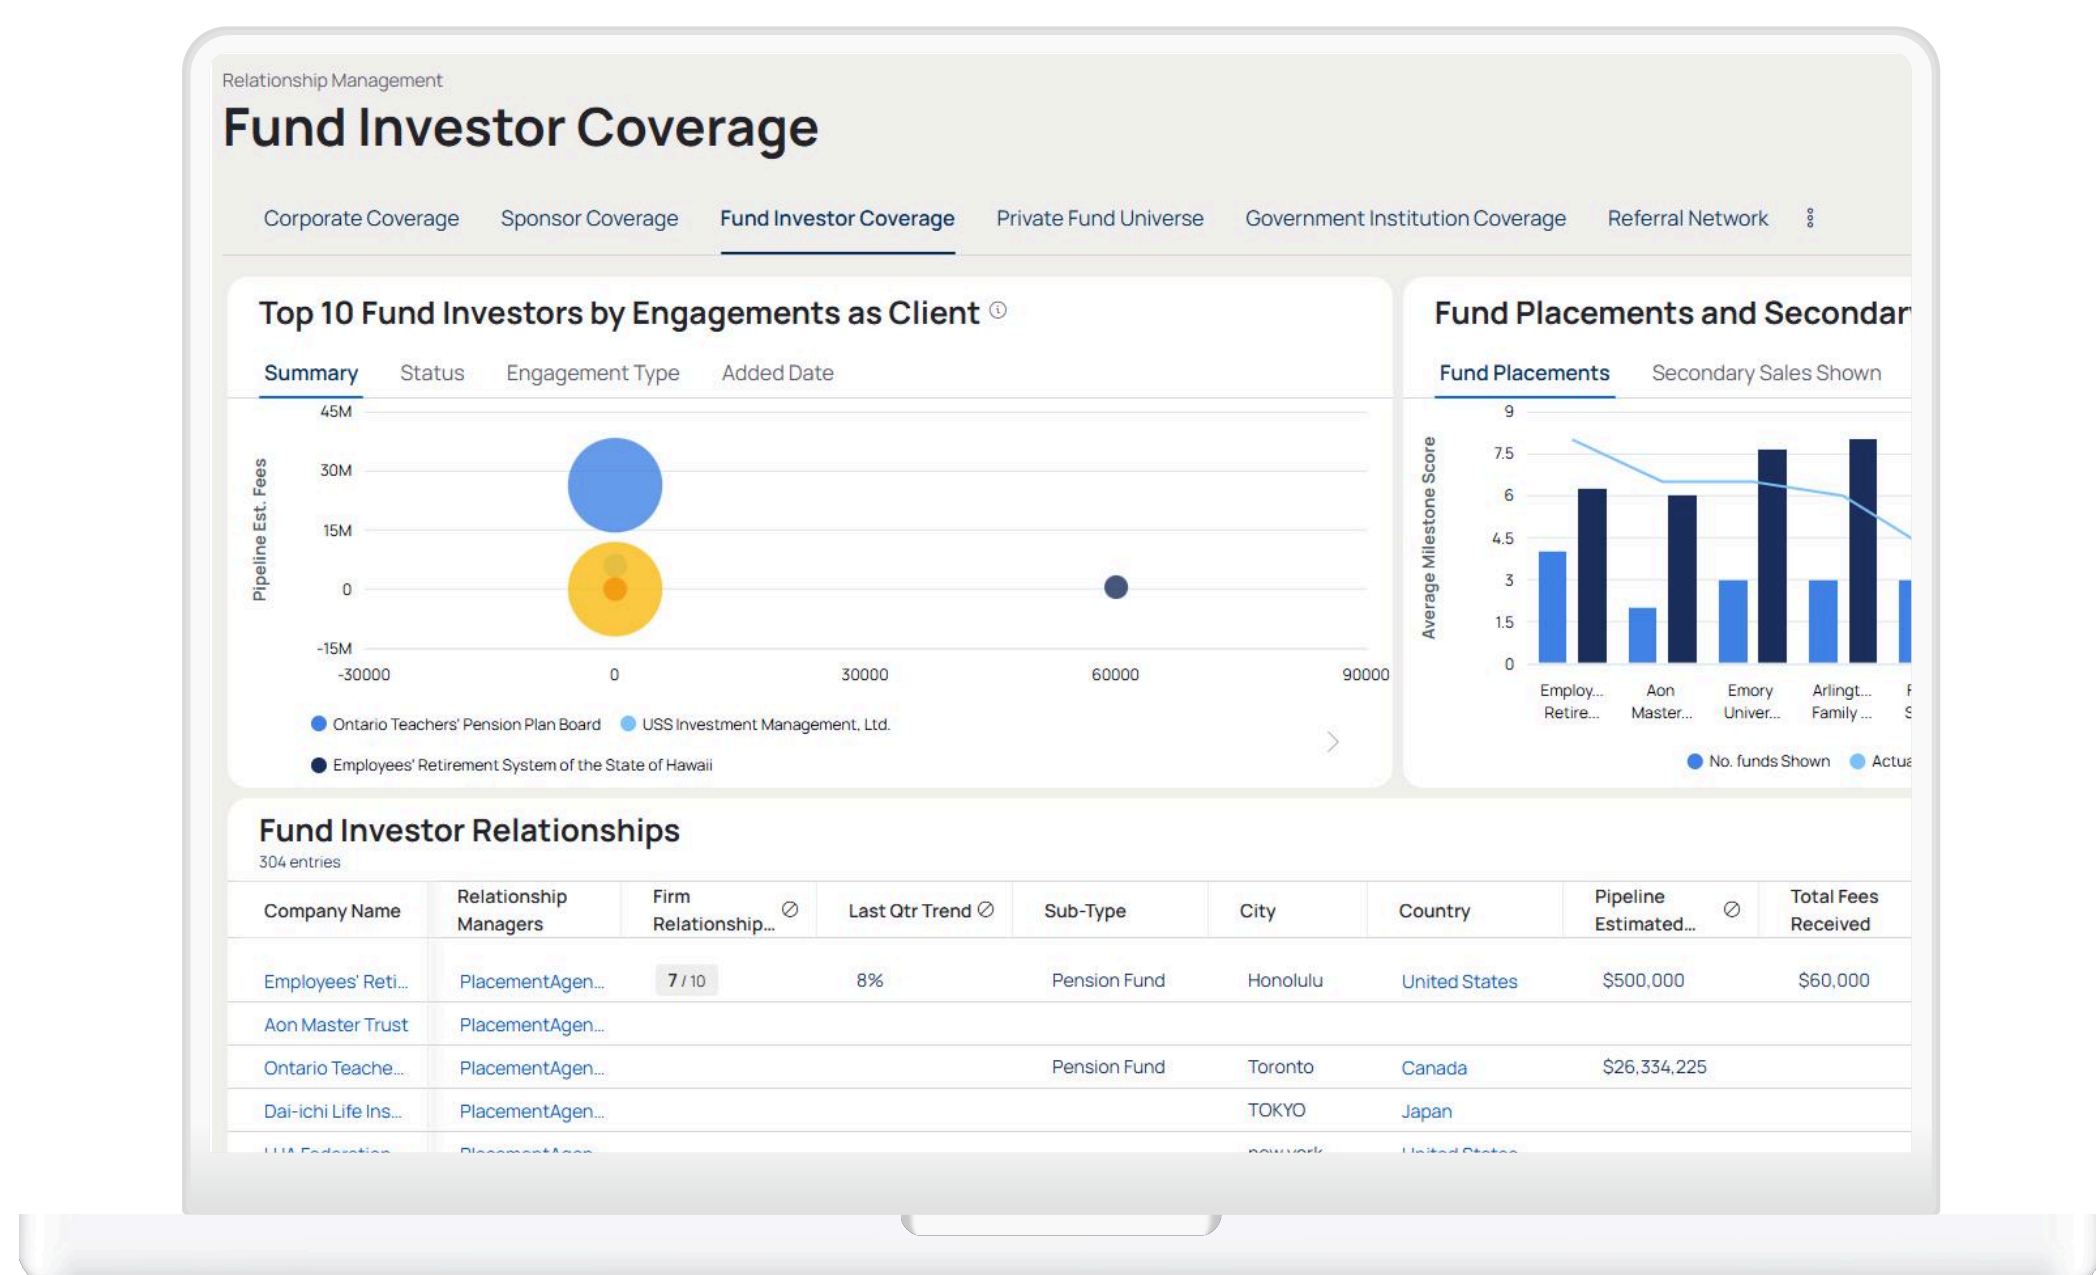 Relationship Management
Fund Investor Coverage
Corporate Coverage Sponsor Coverage Fund Investor Coverage Private Fund Universe Government Institution Coverage Referral Network
Top 10 Fund Investors by Engagements as Client
Summary Status Engagement Type Added Date
Pipeline Est. Fees
45M
30M
15M
0
-15M
-30000 0 30000 60000 90000
Ontario Teachers' Pension Plan Board USS Investment Management, Ltd.
Employees' Retirement System of the State of Hawaii
Fund Placements and Secondar
Fund Placements Secondary Sales Shown
Average Milestone Score
9
7.5
6
4.5
3
1.5
0
Employ... Aon Emory Arlingt...
Retire... Master... Univer... Family ...
No. funds Shown Actua
Fund Investor Relationships
304 entries
Company Name Relationship Managers Firm Relationship... Last Qtr Trend Sub-Type City Country Pipeline Estimated... Total Fees Received
Employees' Reti... PlacementAgen... 7 / 10 8% Pension Fund Honolulu United States $500,000 $60,000
Aon Master Trust PlacementAgen...
Ontario Teache... PlacementAgen... Pension Fund Toronto Canada $26,334,225
Dai-ichi Life Ins... PlacementAgen... TOKYO Japan